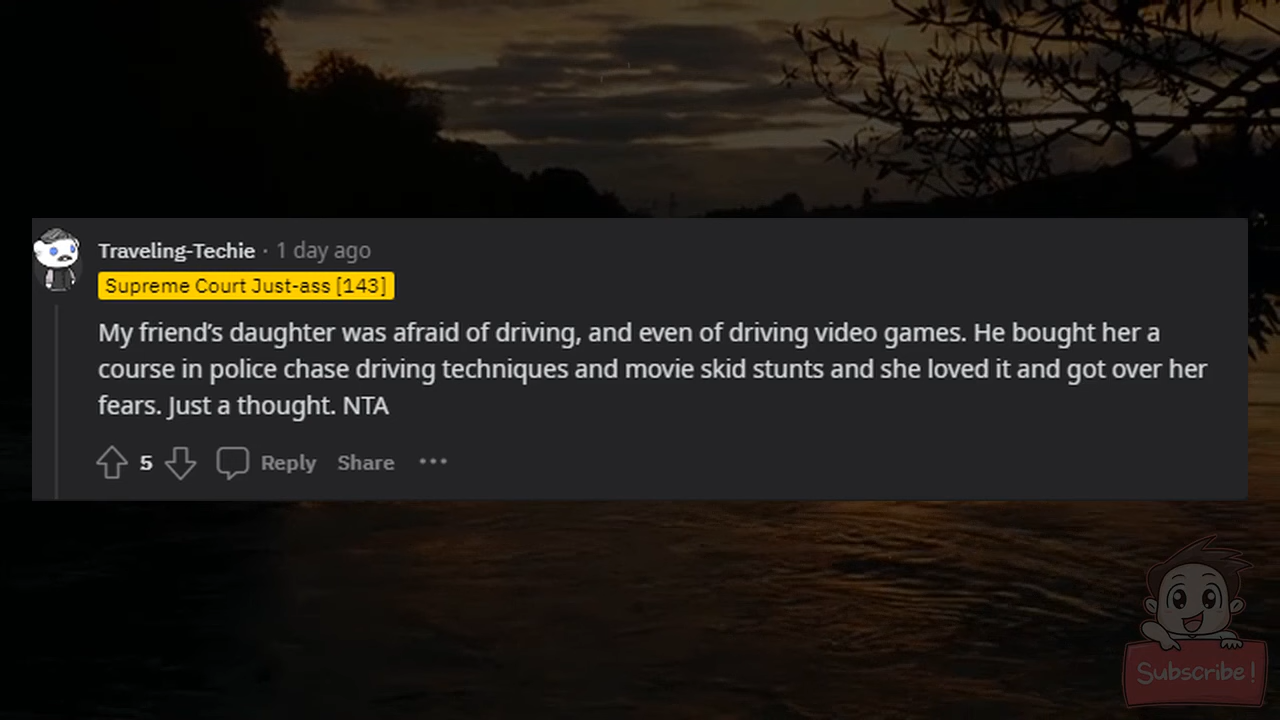 Traveling-Techie · 1 day ago
Supreme Court Just-ass [143]
My friend’s daughter was afraid of driving, and even of driving video games. He bought her a
course in police chase driving techniques and movie skid stunts and she loved it and got over her
fears. Just a thought. NTA
5 Reply Share ···
Subscribe!